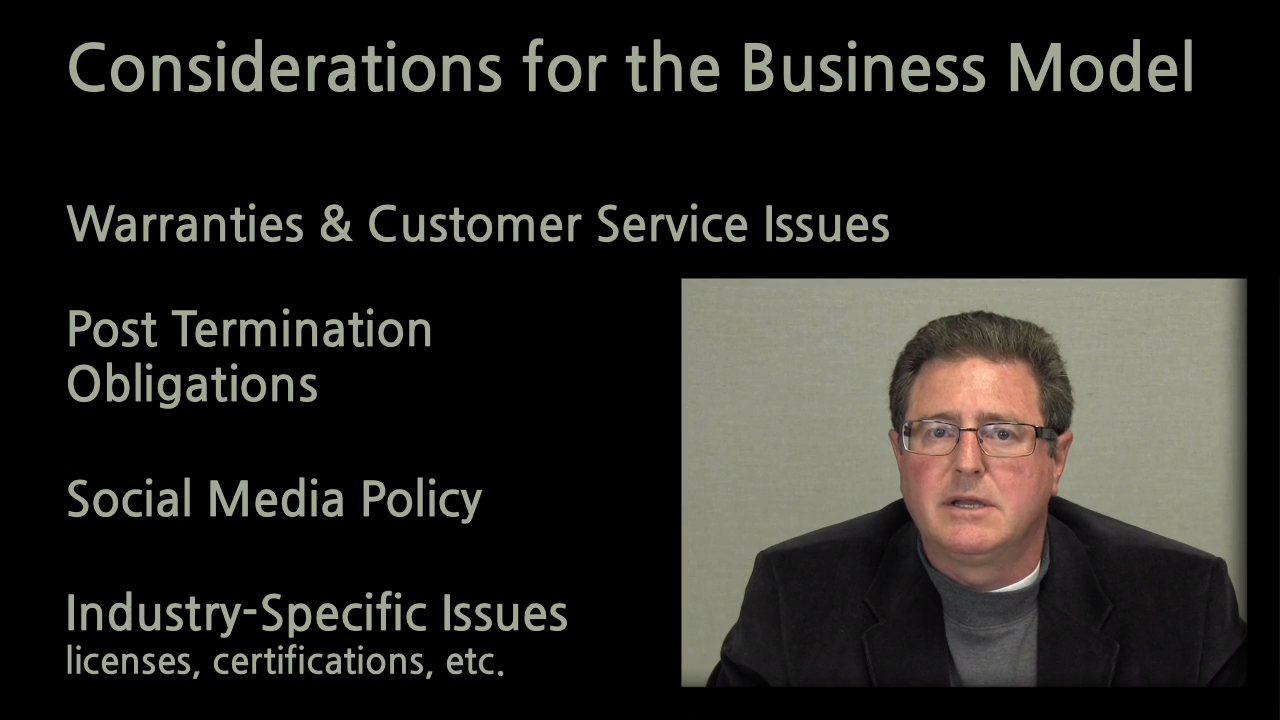 Considerations for the Business Model
Warranties & Customer Service Issues
Post Termination
Obligations
Social Media Policy
Industry-Specific Issues
licenses, certifications, etc.